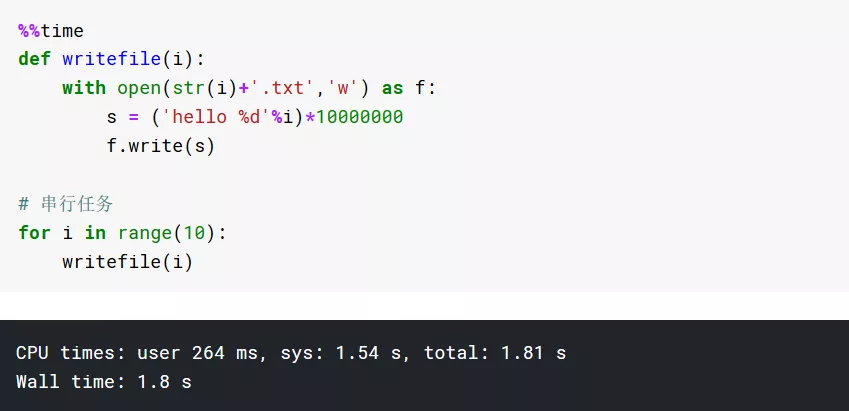 %%time
def writefile(i):
    with open(str(i)+'.txt','w') as f:
        s = ('hello %d'%i)*10000000
        f.write(s)
# 串行任务
for i in range(10):
    writefile(i)
CPU times: user 264 ms, sys: 1.54 s, total: 1.81 s
Wall time: 1.8 s